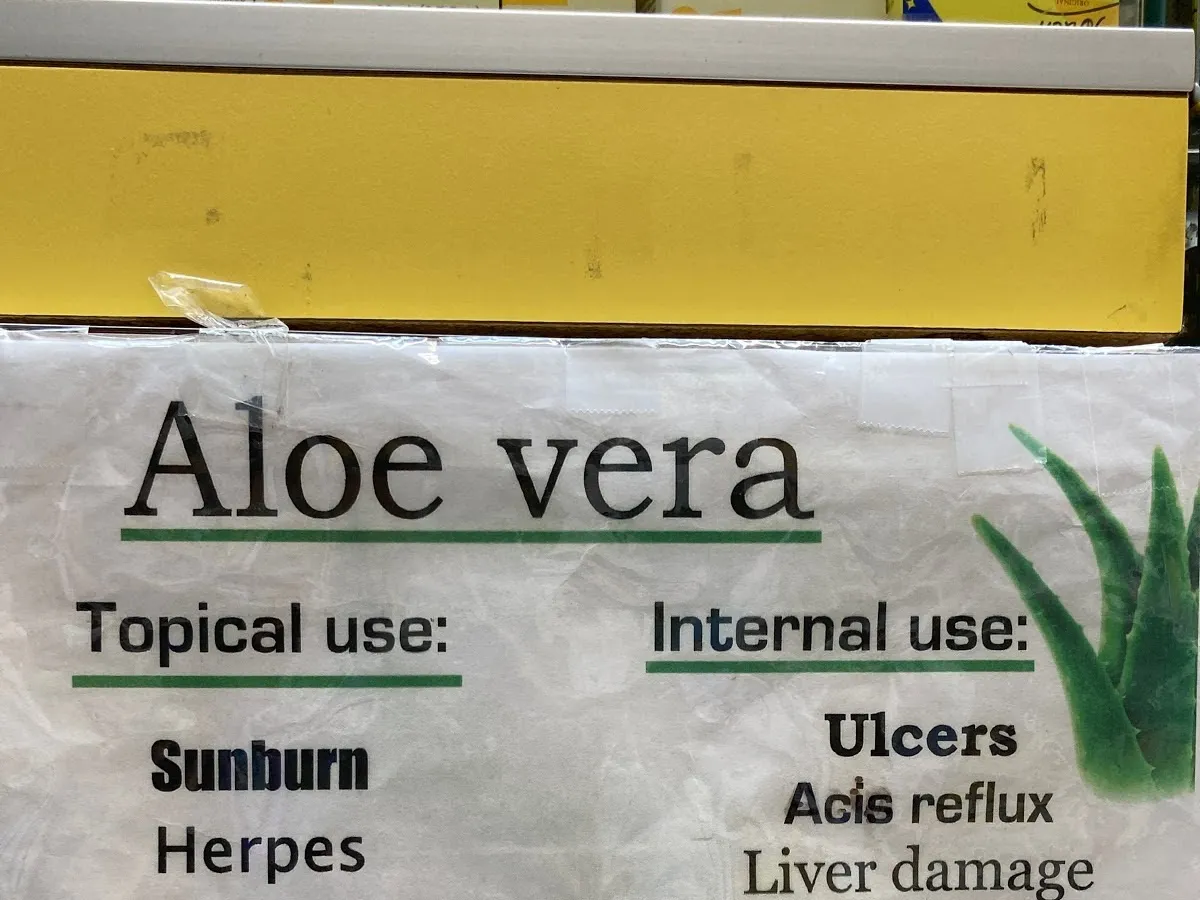 Aloe vera
Topical use:
Internal use:
Sunburn
Herpes
Ulcers
Acis reflux
Liver damage